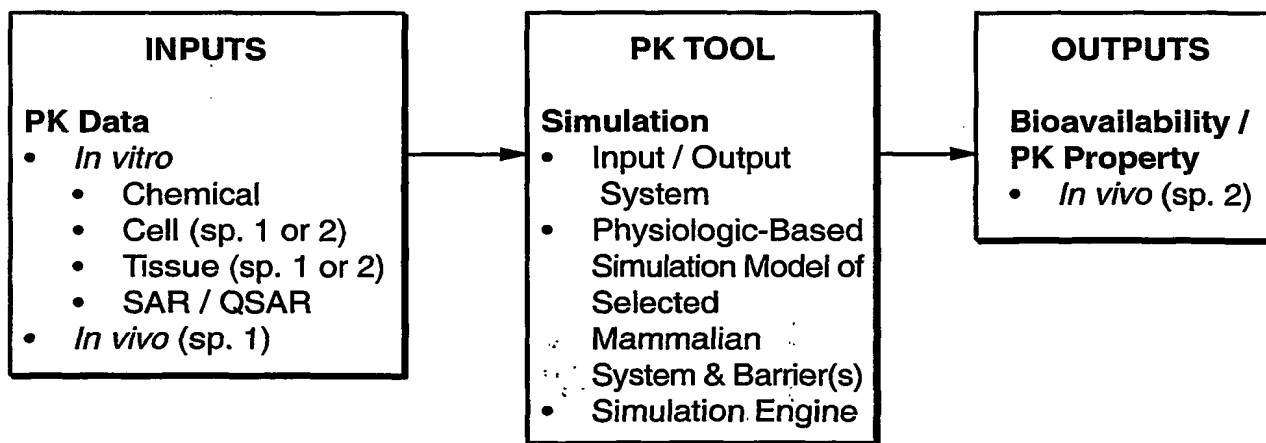 INPUTS
PK Data
• In vitro
• Chemical
• Cell (sp. 1 or 2)
• Tissue (sp. 1 or 2)
• SAR / QSAR
• In vivo (sp. 1)
PK TOOL
Simulation
• Input / Output
System
• Physiologic-Based
Simulation Model of
Selected
Mammalian
System & Barrier(s)
• Simulation Engine
OUTPUTS
Bioavailability /
PK Property
• In vivo (sp. 2)